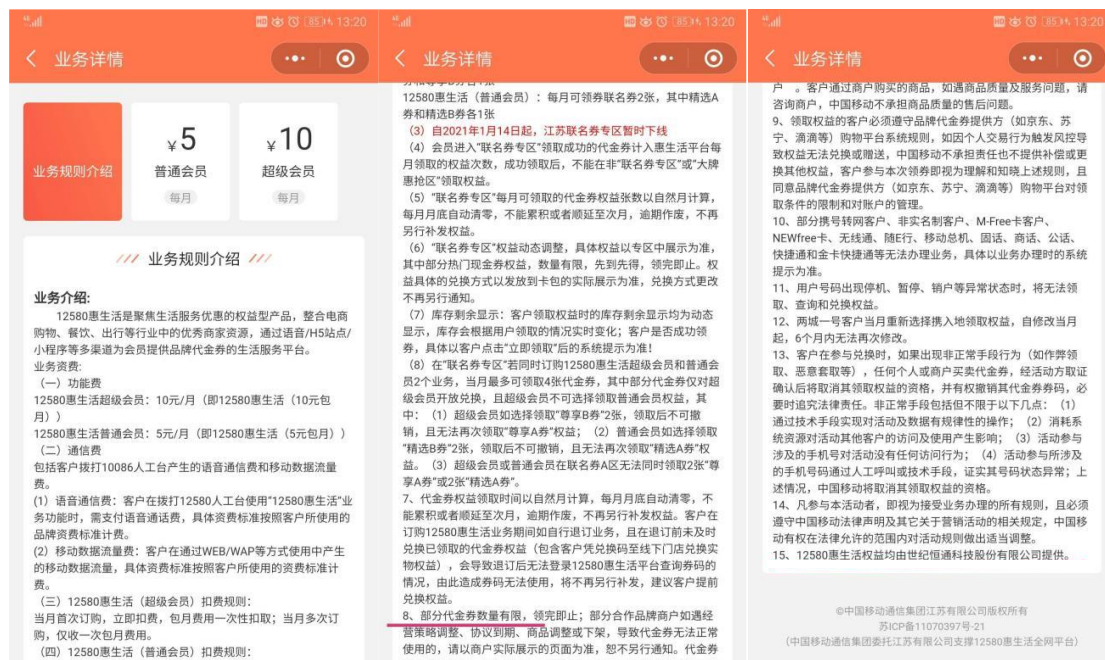 4G 85 13:20
业务详情
业务规则介绍
¥5
普通会员
每月
¥10
超级会员
每月
业务规则介绍
业务介绍:
12580惠生活是聚焦生活服务优惠的
权益型产品，整合电商
购物、餐饮、出行等行业中的优秀商家资
源，通过语音/H5站点/
小程序等多渠道为会员提供品牌代金券的
生活服务平台。
业务资费:
（一）功能费
12580惠生活超级会员：10元/月（即12580惠生活（10元包
月））
12580惠生活普通会员：5元/月（即12580惠生活（5元包月））
（二）通信费
包括客户拨打10086人工台产生的语音通信费和移动数据流量
费。
(1）语音通信费：客户在拨打12580人工台使用“12580惠生活”业
务功能时，需支付语音通话费，具体资费标准按照客户所使用的
品牌资费标准计费。
(2）移动数据流量费：客户在通过WEB/WAP等方式使用中产生
的移动数据流量，具体资费标准按照客户所使用的资费标准计
费。
（三）12580惠生活（超级会员）扣费规则：
当月首次订购，立即扣费，包月费用一次性扣取；当月多次订
购，仅收一次包月费用。
（四）12580惠生活（普通会员）扣费规则：
4G 85 13:20
业务详情
12580惠生活（普通会员）：每月可领券联名券2张，其中精选A
券和精选B券各1张
（3）自2021年1月14日起，江苏联名券专区暂时下线
（4）会员进入“联名券专区”领取成功的代金券计入惠生活平台每
月领取的权益次数，成功领取后，不能在非“联名券专区”或“大牌
惠抢区”领取权益。
（5）“联名券专区”每月可领取的代金券权益张数以自然月计算，
每月月底自动清零，不能累积或者顺延至次月，逾期作废，不再
另行补发权益。
（6）“联名券专区”权益动态调整，具体权益以专区中展示为准，
其中部分热门现金券权益，数量有限，先到先得，领完即止。权
益具体的兑换方式以发放到卡包的实际展示为准，兑换方式更改
不再另行通知。
（7）库存剩余显示：客户领取权益时的库存剩余显示均为动态
显示，库存会根据用户领取的情况实时变化；客户是否成功领
券，具体以客户点击“立即领取”后的系统提示为准！
（8）在“联名券专区”若同时订购12580惠生活超级会员和普通会
员2个业务，当月最多可领取4张代金券，其中部分代金券仅对超
级会员开放兑换，且超级会员不可选择领取普通会员权益，其
中：（1）超级会员如选择领取“尊享B券”2张，领取后不可撤
销，且无法再次领取“尊享A券”权益；（2）普通会员如选择领取
“精选B券”2张，领取后不可撤销，且无法再次领取“精选A券”权
益。（3）超级会员或普通会员在联名券A区无法同时领取2张“尊
享A券”或2张“精选A券”。
7、代金券权益领取时间以自然月计算，每月月底自动清零，不
能累积或顺延至次月，逾期作废，不再另行补发权益。客户在
订购12580惠生活业务期间如自行退订业务，且在退订前未及时
兑换已领取的代金券权益（包含客户凭兑换码至线下门店兑换实
物权益），会导致退订后无法登录12580惠生活平台查询券码的
情况，由此造成券码无法使用，将不再另行补发，建议客户提前
兑换权益。
8、部分代金券数量有限，领完即止；部分合作品牌商户如遇经
营策略调整、协议到期、商品调整或下架，导致代金券无法正常
使用的，请以商户实际展示的页面为准，恕不另行通知。代金券
4G 85 13:20
业务详情
户 。客户通过商户购买的商品，如遇商品质量及服务问题，请
咨询商户，中国移动不承担商品质量的售后问题。
9、领取权益的客户必须遵守品牌代金券提供方（如京东、苏
宁、滴滴等）购物平台系统规则，如因个人交易行为触发风控导
致权益无法兑换或赠送，中国移动不承担责任也不提供补偿或更
换其他权益，客户参与本次领券即视为理解和知晓上述规则，且
同意品牌代金券提供方（如京东、苏宁、滴滴等）购物平台对领
取条件的限制和对账户的管理。
10、部分携号转网客户、非实名制客户、M-Free卡客户、
NEWfree卡、无线通、随E行、移动总机、固话、商话、公话、
快捷通和金卡快捷通等无法办理业务，具体以业务办理时的系统
提示为准。
11、用户号码出现停机、暂停、销户等异常状态时，将无法领
取、查询和兑换权益。
12、两城一号客户当月重新选择携入地领取权益，自修改当月
起，6个月内无法再次修改。
13、客户在参与兑换时，如果出现非正常手段行为（如作弊领
取、恶意套取等），任何个人或商户买卖代金券，经活动方取证
确认后将取消其领取权益的资格，并有权撤销其代金券券码，必
要时追究法律责任。非正常手段包括但不限于以下几点：（1）
通过技术手段实现对活动及数据有规律性的操作；（2）消耗系
统资源对活动其他客户的访问及使用产生影响；（3）活动参与
涉及的手机号对活动没有任何访问行为；（4）活动参与所涉及
的手机号码通过人工呼叫或技术手段，证实其号码状态异常；上
述情况，中国移动将取消其领取权益的资格。
14、凡参与本活动者，即视为接受业务办理的所有规则，且必须
遵守中国移动法律声明及其它关于营销活动的相关规定，中国移
动有权在法律允许的范围内对活动规则做出适当调整。
15、12580惠生活权益均由世纪恒通科技股份有限公司提供。
©中国移动通信集团江苏有限公司版权所有
苏ICP备11070397号-21
（中国移动通信集团委托江苏有限公司支撑12580惠生活全网平台）